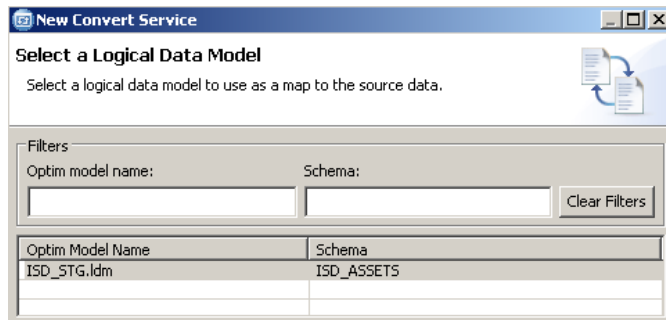 New Convert Service
Select a Logical Data Model
Select a logical data model to use as a map to the source data.
Filters
Optim model name: Schema:
Clear Filters
Optim Model Name Schema
ISD_STG.ldm ISD_ASSETS